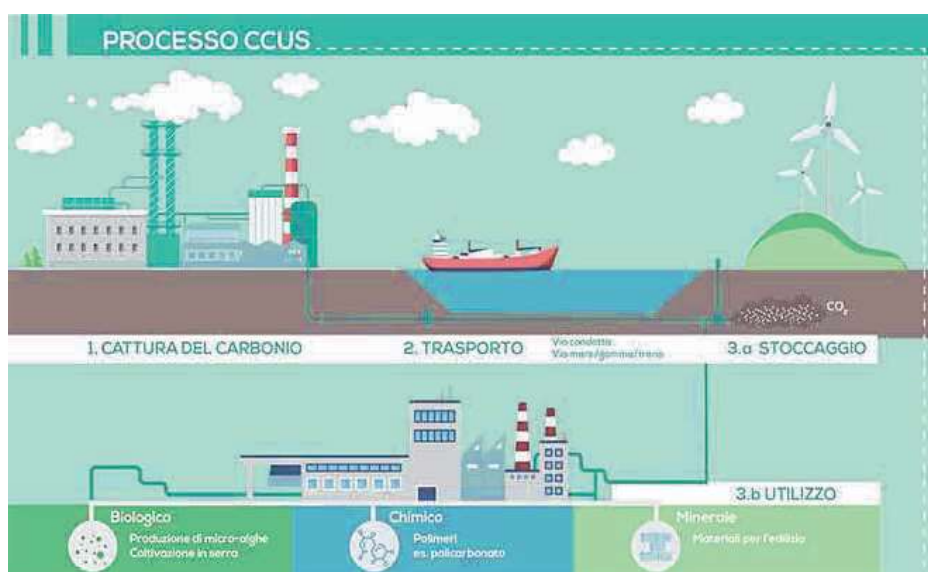 PROCESSO CCUS
CO2
1. CATTURA DEL CARBONIO
2. TRASPORTO
Via condotta
Via mare/gomma/treno
3.a STOCCAGGIO
3.b UTILIZZO
Biologico
Produzione di micro-alghe
Coltivazione in serra
Chimico
Polimeri
es. policarbonato
Minerale
Materiali per l'edilizia